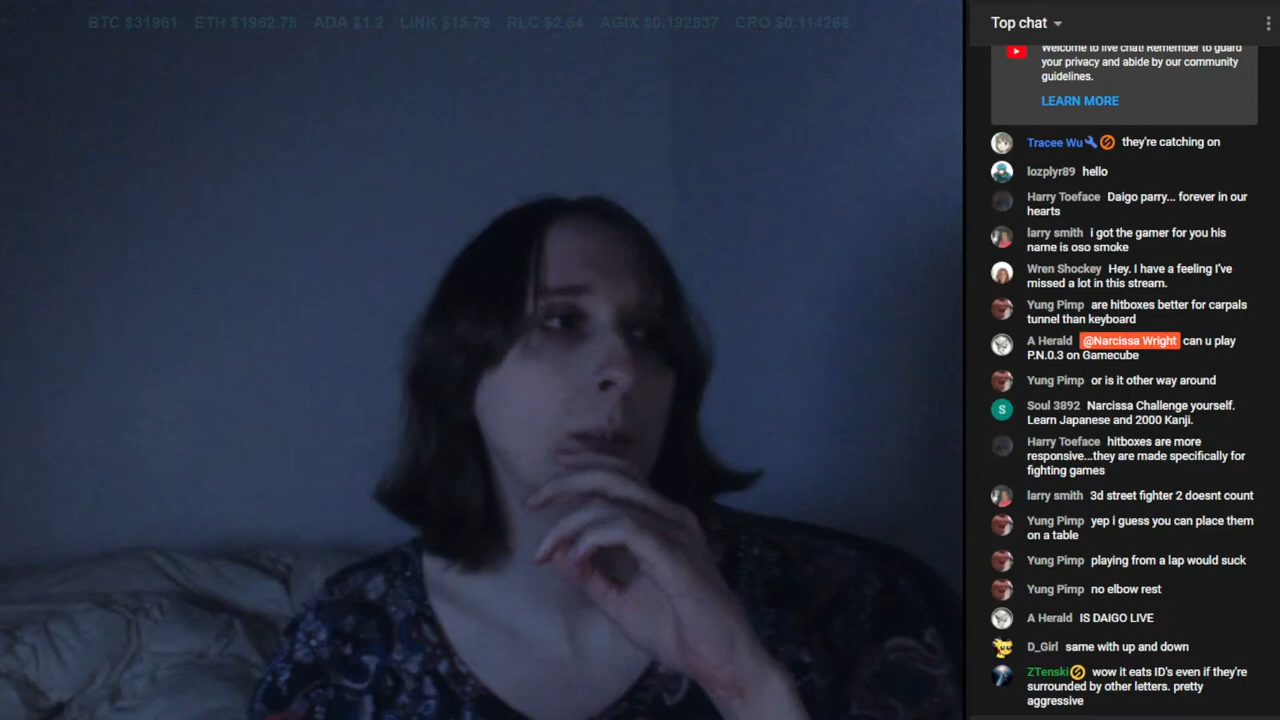 BTC $31961 ETH $1962.78 ADA $1.2 LINK $15.79 RLC $2.54 AGIX $0.192837 CRO $0.114268
Top chat
Welcome to live chat! Remember to guard
your privacy and abide by our community
guidelines.
LEARN MORE
Tracee Wu they're catching on
lozplyr89 hello
Harry Toeface Daigo parry... forever in our
hearts
larry smith i got the gamer for you his
name is oso smoke
Wren Shockey Hey. I have a feeling I've
missed a lot in this stream.
Yung Pimp are hitboxes better for carpals
tunnel than keyboard
A Herald @Narcissa Wright can u play
P.N.0.3 on Gamecube
Yung Pimp or is it other way around
S
Soul 3892 Narcissa Challenge yourself.
Learn Japanese and 2000 Kanji.
Harry Toeface hitboxes are more
responsive...they are made specifically for
fighting games
larry smith 3d street fighter 2 doesnt count
Yung Pimp yep i guess you can place them
on a table
Yung Pimp playing from a lap would suck
Yung Pimp no elbow rest
A Herald IS DAIGO LIVE
D_Girl same with up and down
ZTenski wow it eats ID's even if they're
surrounded by other letters. pretty
aggressive